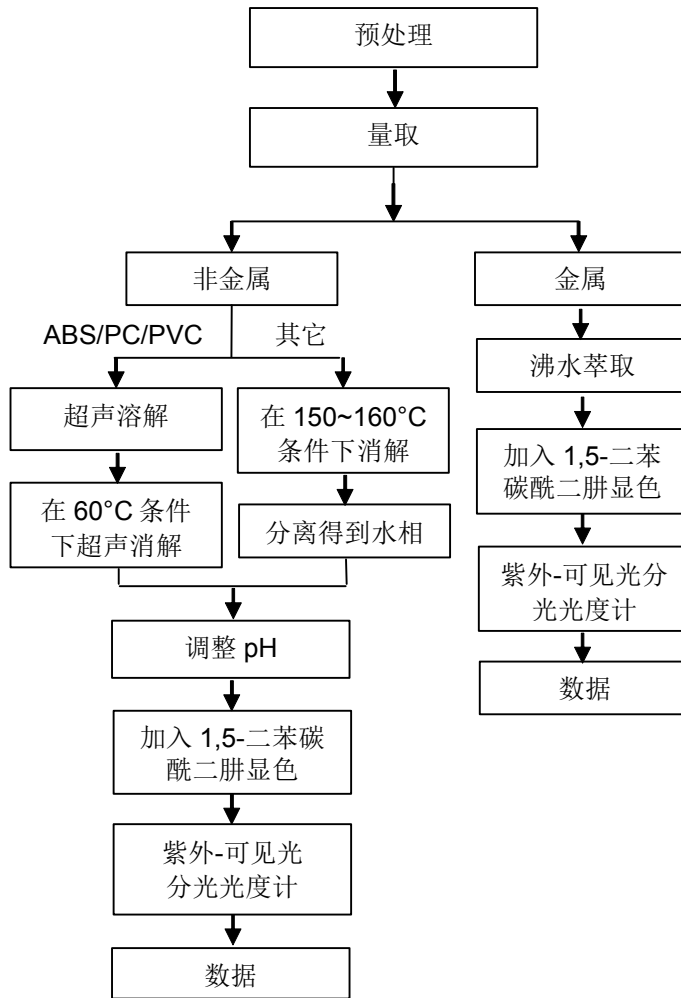 预处理
量取
非金属
金属
ABS/PC/PVC
其它
沸水萃取
超声溶解
在 150~160°C
条件下消解
加入 1,5-二苯
碳酰二肼显色
在 60°C 条件
下超声消解
分离得到水相
紫外-可见光分
光光度计
调整 pH
数据
加入 1,5-二苯碳
酰二肼显色
紫外-可见光
分光光度计
数据